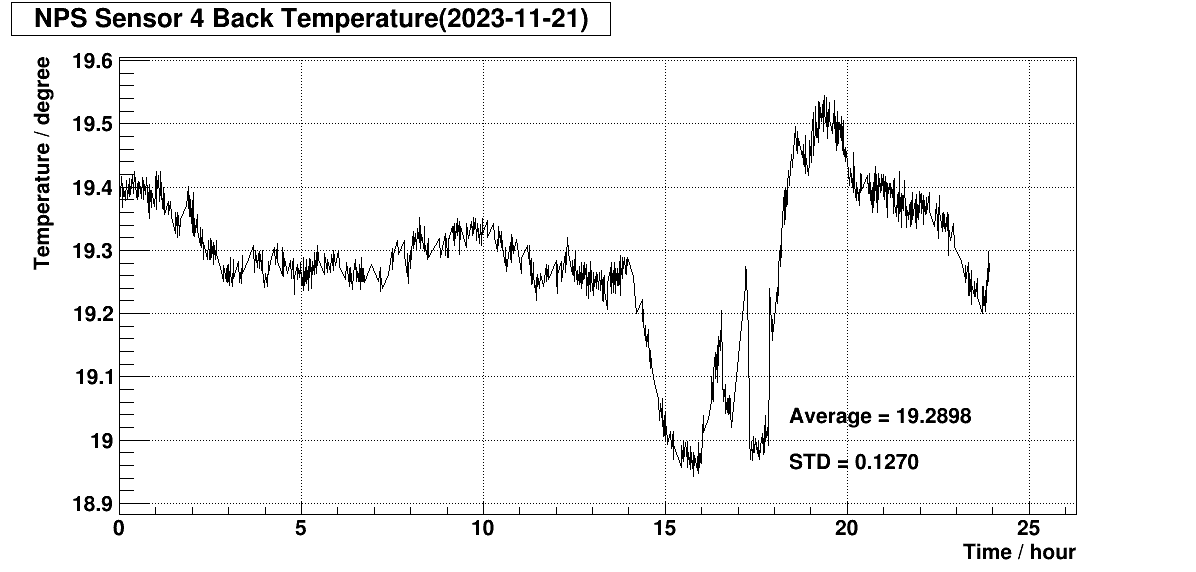 NPS Sensor 4 Back Temperature(2023-11-21)
Temperature / degree
19.6
19.5
19.4
19.3
19.2
19.1
19
18.9
Average = 19.2898
STD = 0.1270
0 5 10 15 20 25
Time / hour